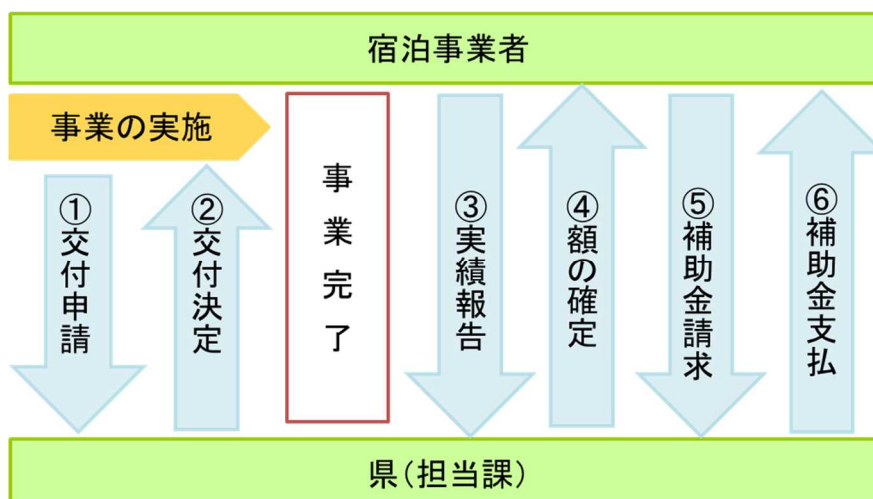 宿泊事業者
事業の実施
①交付申請
②交付決定
事業完了
③実績報告
④額の確定
⑤補助金請求
⑥補助金支払
県(担当課)